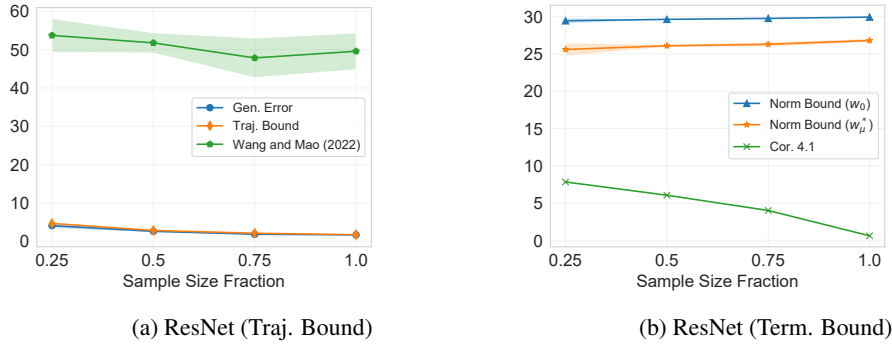 60
50
40
30
20
10
0
Gen. Error
Traj. Bound
Wang and Mao (2022)
0.25 0.5 0.75 1.0
Sample Size Fraction
(a) ResNet (Traj. Bound)
30
25
20
15
10
5
0
Norm Bound (w₀)
Norm Bound (w*μ)
Cor. 4.1
0.25 0.5 0.75 1.0
Sample Size Fraction
(b) ResNet (Term. Bound)